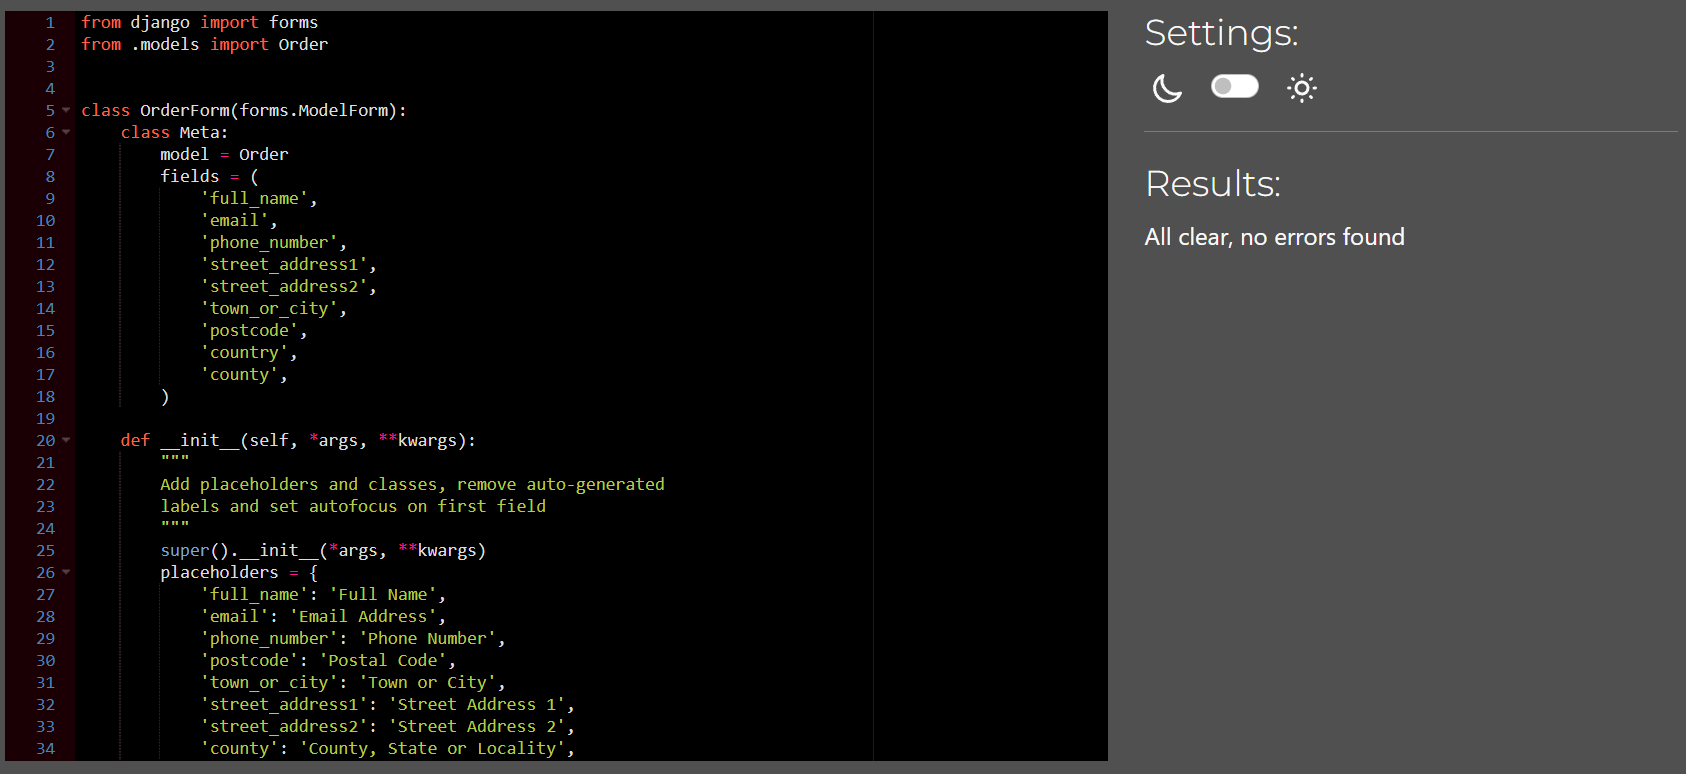 1 from django import forms
2 from .models import Order
3
4
5 class OrderForm(forms.ModelForm):
6     class Meta:
7         model = Order
8         fields = (
9             'full_name',
10             'email',
11             'phone_number',
12             'street_address1',
13             'street_address2',
14             'town_or_city',
15             'postcode',
16             'country',
17             'county',
18         )
19
20     def __init__(self, *args, **kwargs):
21         """
22         Add placeholders and classes, remove auto-generated
23         labels and set autofocus on first field
24         """
25         super().__init__(*args, **kwargs)
26         placeholders = {
27             'full_name': 'Full Name',
28             'email': 'Email Address',
29             'phone_number': 'Phone Number',
30             'postcode': 'Postal Code',
31             'town_or_city': 'Town or City',
32             'street_address1': 'Street Address 1',
33             'street_address2': 'Street Address 2',
34             'county': 'County, State or Locality',
Settings:
Results:
All clear, no errors found